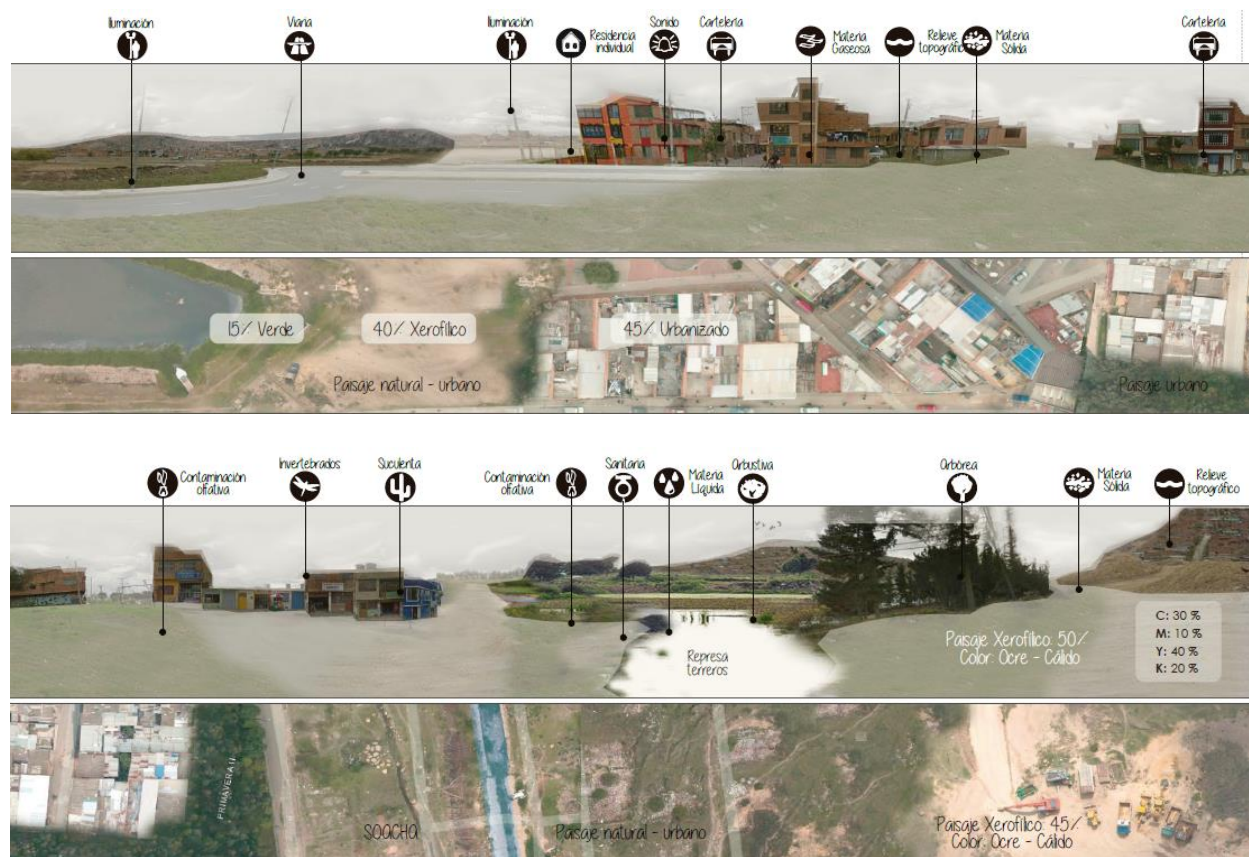 Iluminación
Viaria
Iluminación
Residencia
individual
Sonido
Cartelería
Materia
Gaseosa
Relieve
topográfico
Materia
Sólida
Cartelería
15% Verde
40% Xerofílico
45% Urbanizado
Paisaje natural - urbano
Paisaje urbano
Contaminación
olfativa
Invertebrados
Suculenta
Contaminación
olfativa
Sanitaria
Materia
Líquida
Arbustiva
Arbórea
Materia
Sólida
Relieve
topográfico
Represa
terreros
Paisaje Xerofílico: 50%
Color: Ocre - Cálido
C: 30 %
M: 10 %
Y: 40 %
K: 20 %
PRIMAVERA II
SOACHA
Paisaje natural - urbano
Paisaje Xerofílico: 45%
Color: Ocre - Cálido